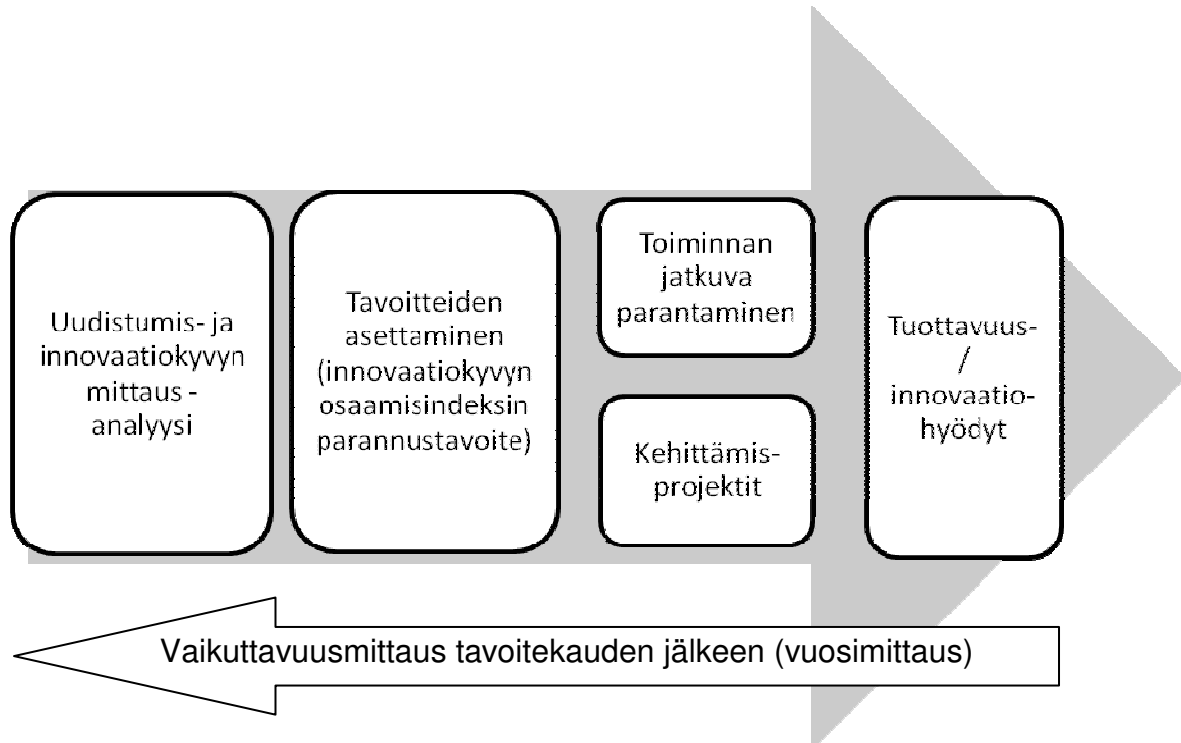 Uudistumis- ja
innovaatiokyvyn
mittaus -
analyysi
Tavoitteiden
asettaminen
(innovaatiokyvyn
osaamisindeksin
parannustavoite)
Toiminnan
jatkuva
parantaminen
Kehittämis-
projektit
Tuottavuus-
/
innovaatio-
hyödyt
Vaikuttavuusmittaus tavoitekauden jälkeen (vuosimittaus)